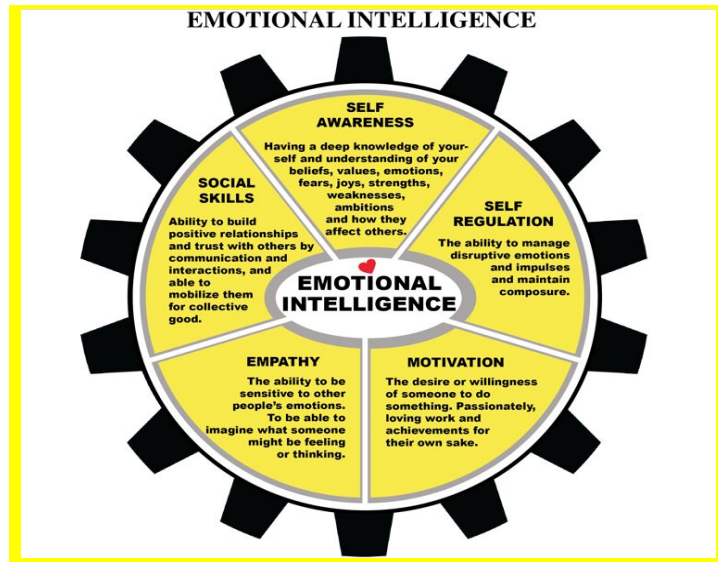 EMOTIONAL INTELLIGENCE
SELF
AWARENESS
Having a deep knowledge of your-
self and understanding of your
beliefs, values, emotions,
fears, joys, strengths,
weaknesses,
ambitions
and how they
affect others.
SELF
REGULATION
The ability to manage
disruptive emotions
and impulses
and maintain
composure.
MOTIVATION
The desire or willingness
of someone to do
something. Passionately,
loving work and
achievements for
their own sake.
EMPATHY
The ability to be
sensitive to other
people’s emotions.
To be able to
imagine what someone
might be feeling
or thinking.
SOCIAL
SKILLS
Ability to build
positive relationships
and trust with others by
communication and
interactions, and
able to
mobilize them
for collective
good.
EMOTIONAL
INTELLIGENCE